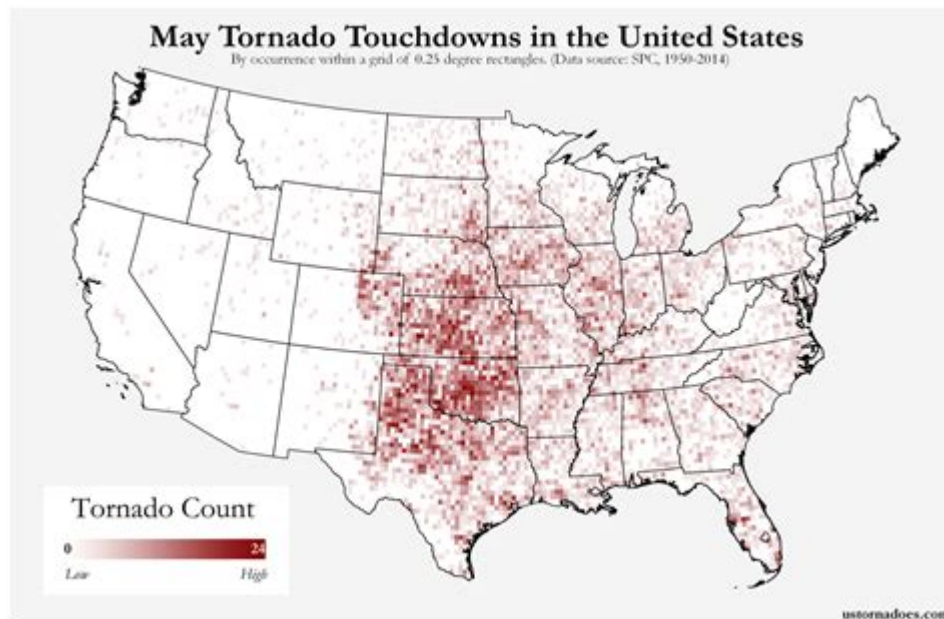 May Tornado Touchdowns in the United States
By occurrence within a grid of 0.25 degree rectangles. (Data source: SPC, 1950-2014)
Tornado Count
0 24
Low High
ustornadoes.com